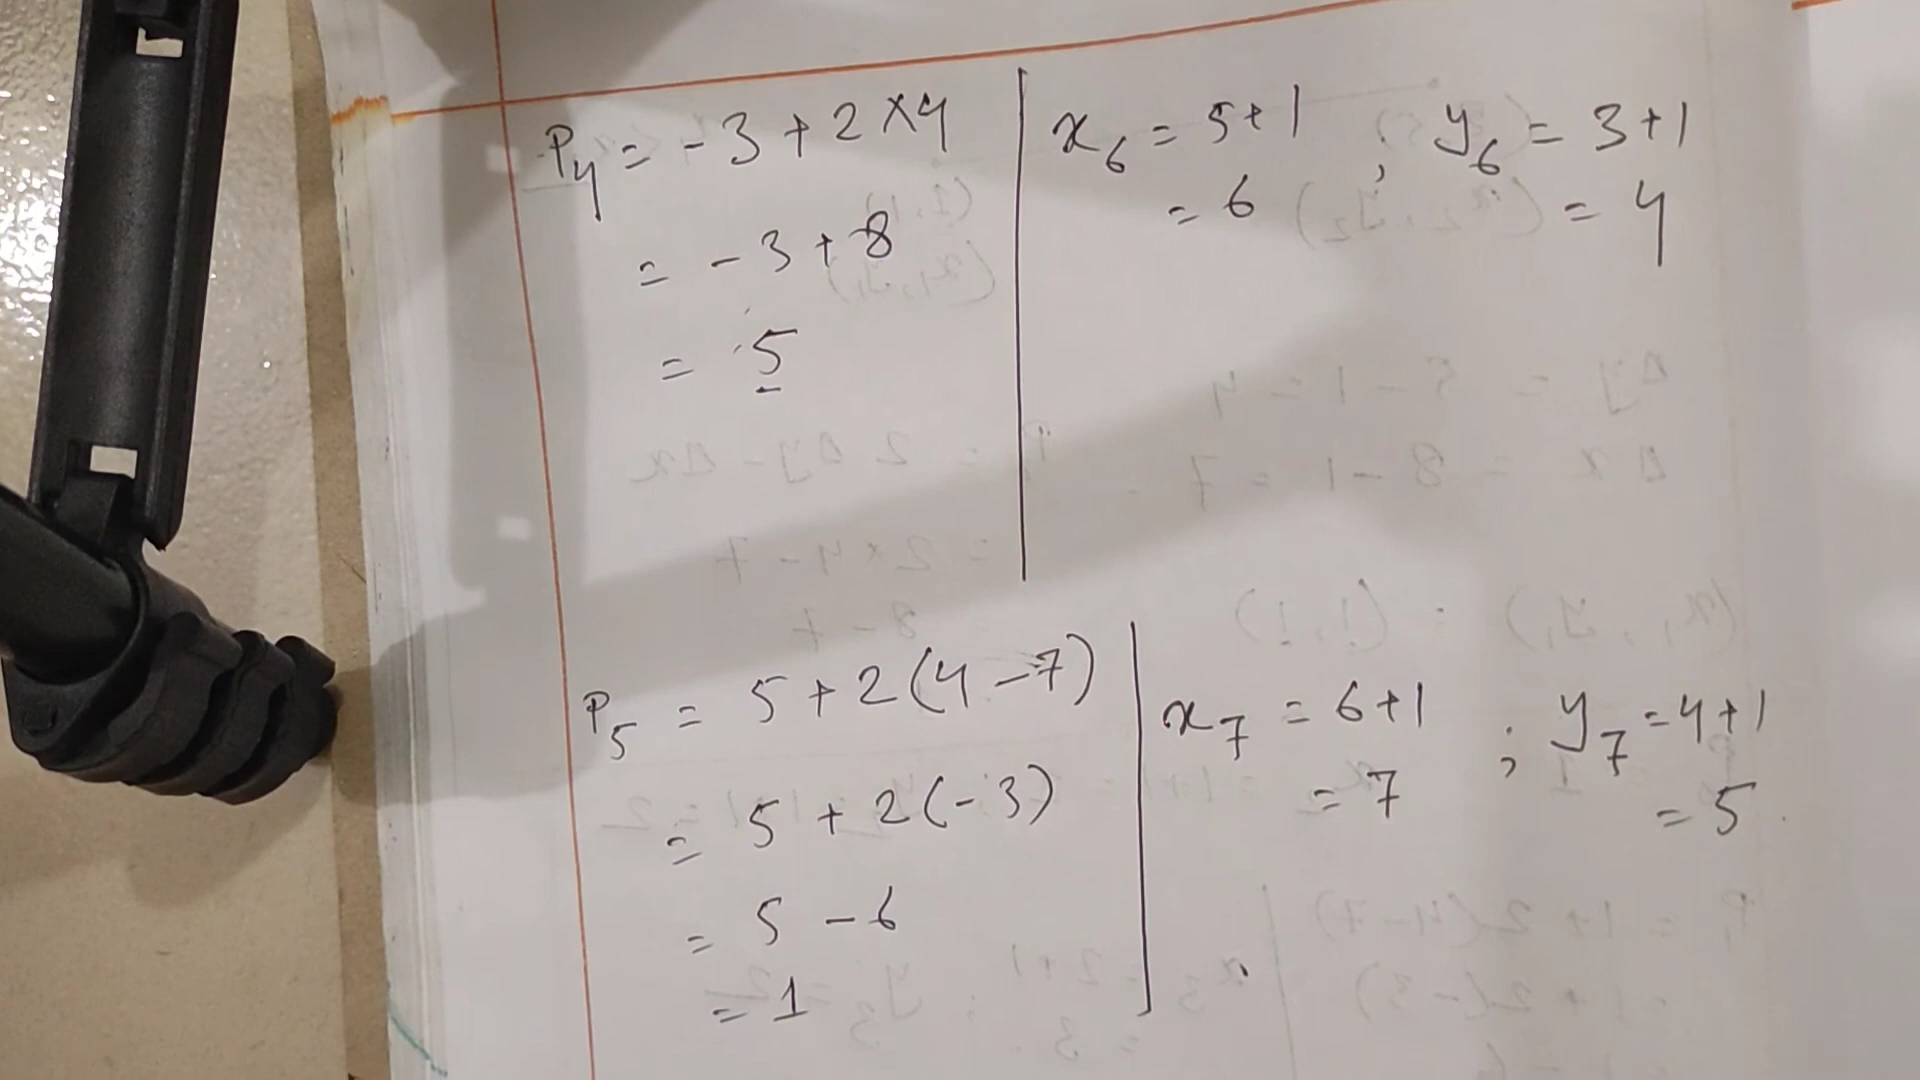 P4 = -3 + 2 × 4
= -3 + 8
= 5
x6 = 5+1 ; y6 = 3+1
= 6
= 4
P5 = 5 + 2(4-7)
= 5 + 2(-3)
= 5 - 6
= 1
x7 = 6+1 ; y7 = 4+1
= 7
= 5